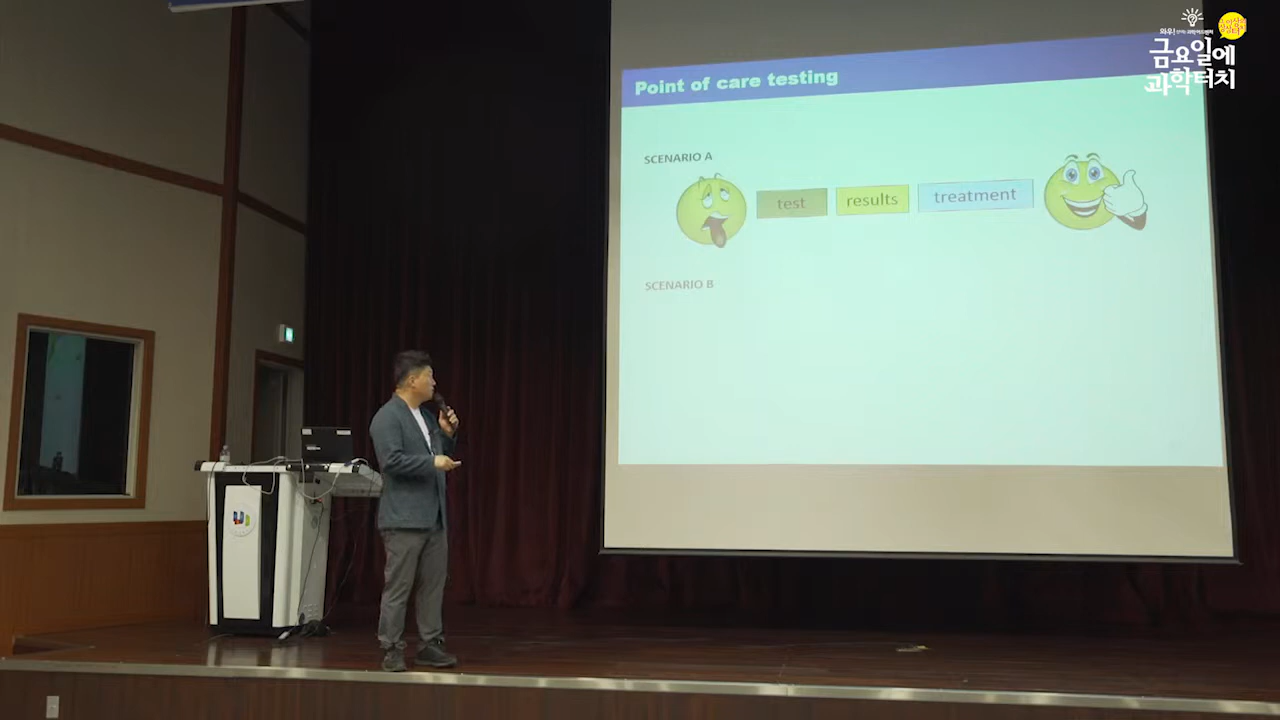 금요일에
과학터치
Point of care testing
SCENARIO A
test
results
treatment
SCENARIO B